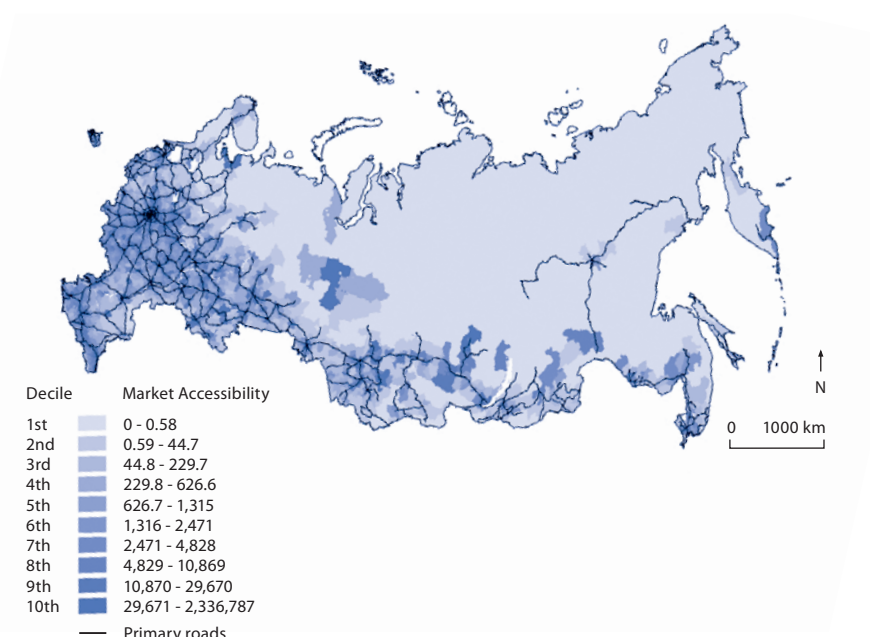 Decile Market Accessibility
1st 0 - 0.58
2nd 0.59 - 44.7
3rd 44.8 - 229.7
4th 229.8 - 626.6
5th 626.7 - 1,315
6th 1,316 - 2,471
7th 2,471 - 4,828
8th 4,829 - 10,869
9th 10,870 - 29,670
10th 29,671 - 2,336,787
Primary roads
N
0 1000 km